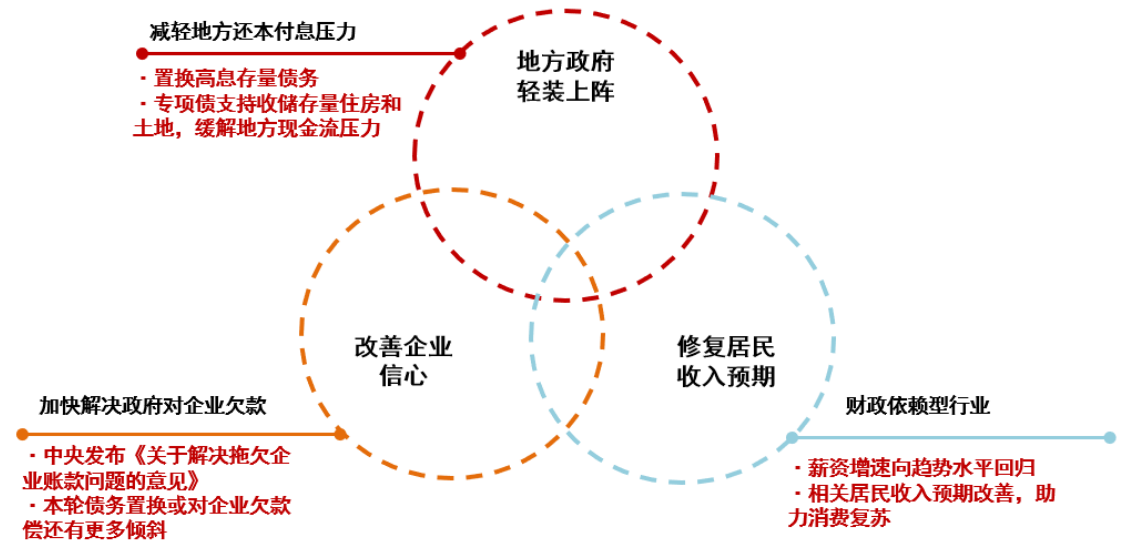 减轻地方还本付息压力
·置换高息存量债务
·专项债支持收储存量住房和
土地，缓解地方现金流压力
地方政府
轻装上阵
改善企业
信心
修复居民
收入预期
加快解决政府对企业欠款
·中央发布《关于解决拖欠企
业账款问题的意见》
·本轮债务置换或对企业欠款
偿还有更多倾斜
财政依赖型行业
·薪资增速向趋势水平回归
·相关居民收入预期改善，助
力消费复苏